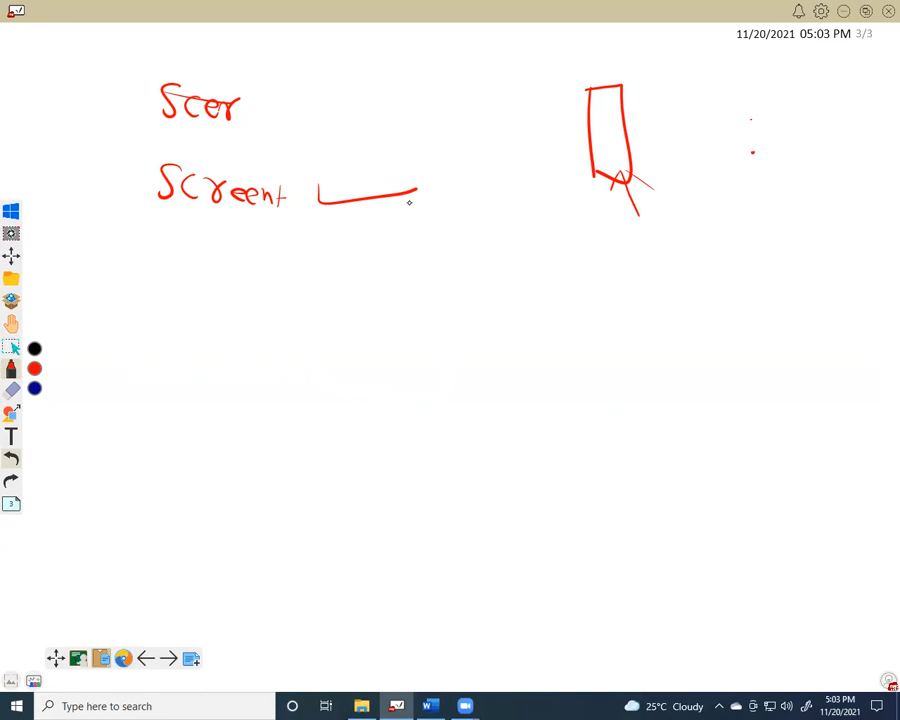 11/20/2021 05:03 PM 3/3
Scer
Screent
T
3
Type here to search
25°C Cloudy
5:03 PM
11/20/2021